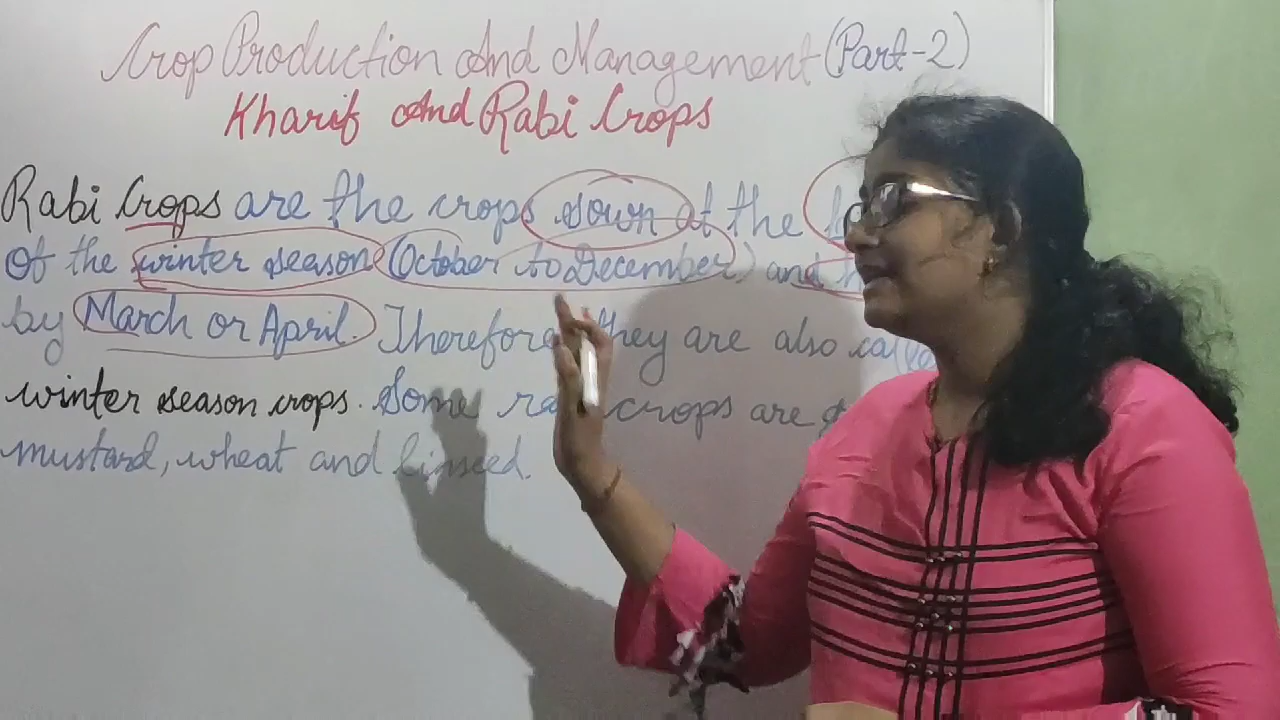 Crop Production And Management (Part-2)
Kharif And Rabi Crops
Rabi Crops are the crops sown at the
of the winter season (October to December) and
by March or April. Therefore they are also
winter season crops. Some crops are
mustard, wheat and linseed.